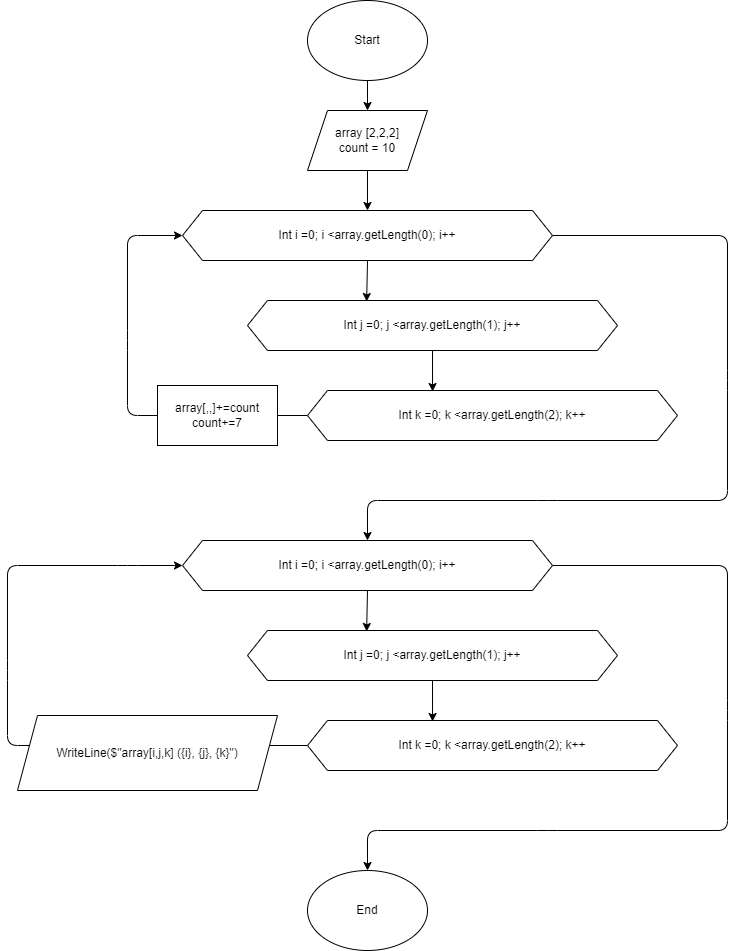 Start
array [2,2,2]
count = 10
Int i =0; i <array.getLength(0); i++
Int j =0; j <array.getLength(1); j++
array[,,]+=count
count+=7
Int k =0; k <array.getLength(2); k++
Int i =0; i <array.getLength(0); i++
Int j =0; j <array.getLength(1); j++
WriteLine($"array[i,j,k] ({i}, {j}, {k}")
Int k =0; k <array.getLength(2); k++
End